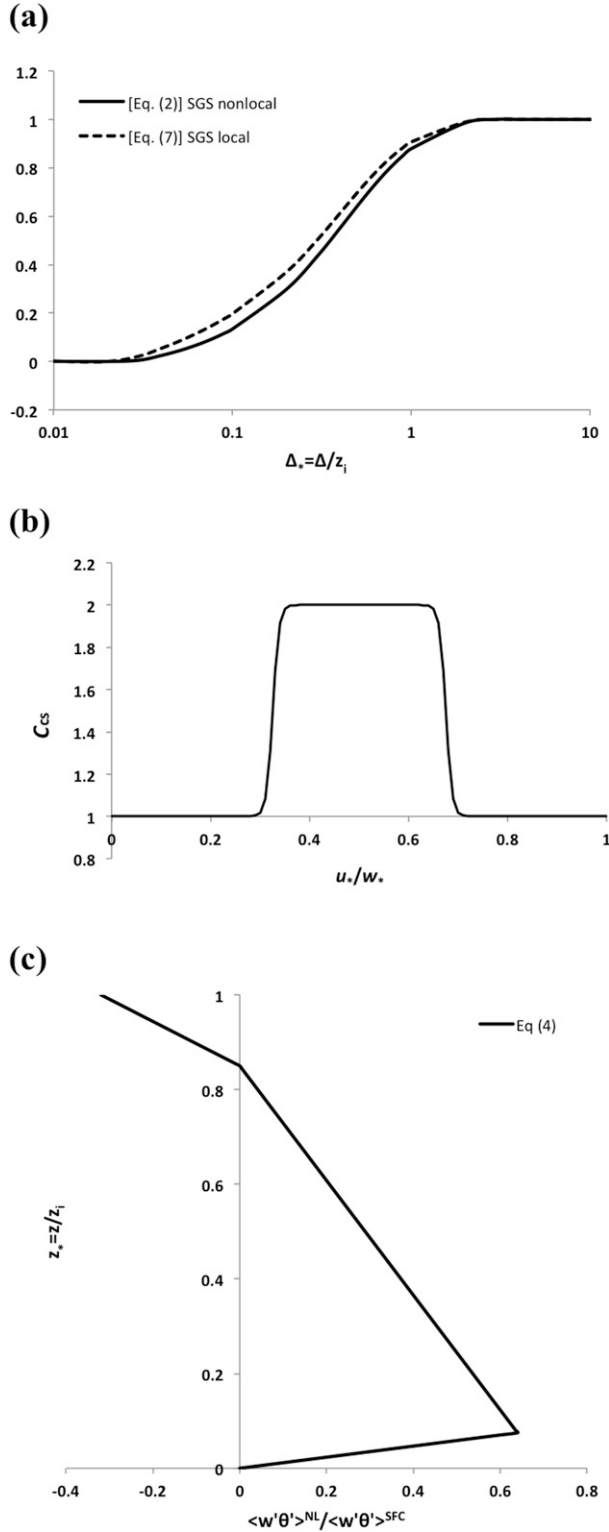 (a)
1.2
1
0.8
0.6
0.4
0.2
0
-0.2
[Eq. (2)] SGS nonlocal
[Eq. (7)] SGS local
0.01 0.1 1 10
Δ*=Δ/zi
(b)
2.2
2
1.8
1.6
1.4
1.2
1
0.8
Ccs
0 0.2 0.4 0.6 0.8 1
u*/w*
(c)
1
0.8
0.6
0.4
0.2
0
Eq (4)
z*=z/zi
-0.4 -0.2 0 0.2 0.4 0.6 0.8
<w'θ'>NL/<w'θ'>SFC